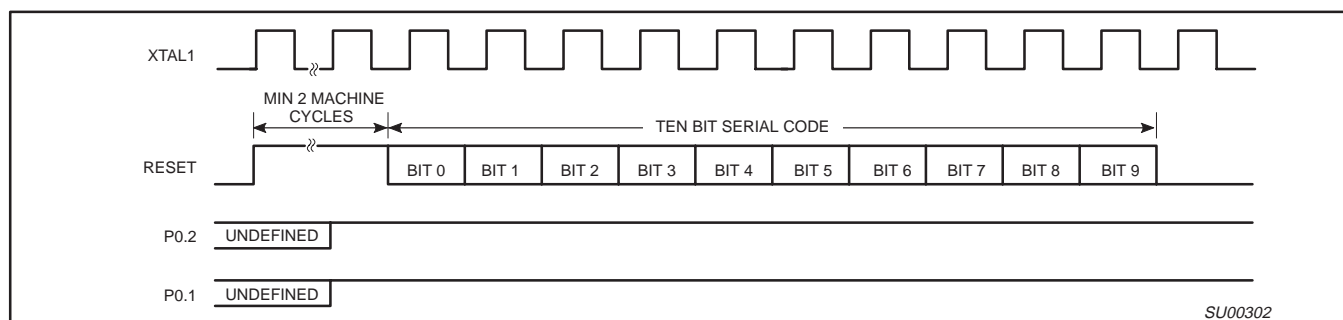 XTAL1
MIN 2 MACHINE
CYCLES
TEN BIT SERIAL CODE
RESET
BIT 0 BIT 1 BIT 2 BIT 3 BIT 4 BIT 5 BIT 6 BIT 7 BIT 8 BIT 9
P0.2 UNDEFINED
P0.1 UNDEFINED
SU00302